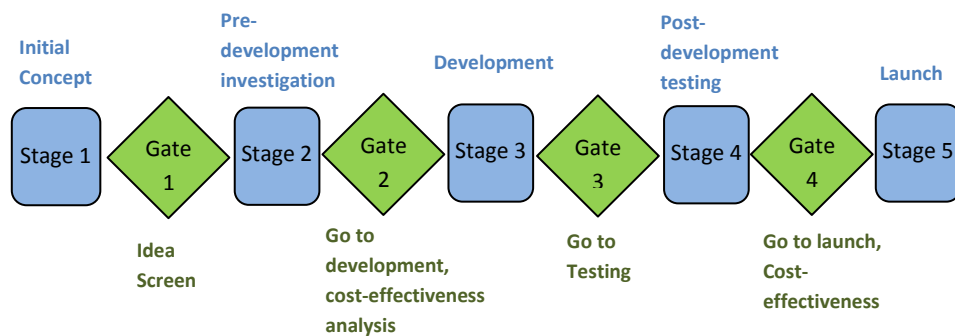 Initial
Concept
Pre-
development
investigation
Development
Post-
development
testing
Launch
Stage 1
Gate
1
Stage 2
Gate
2
Stage 3
Gate
3
Stage 4
Gate
4
Stage 5
Idea
Screen
Go to
development,
cost-effectiveness
analysis
Go to
Testing
Go to launch,
Cost-
effectiveness